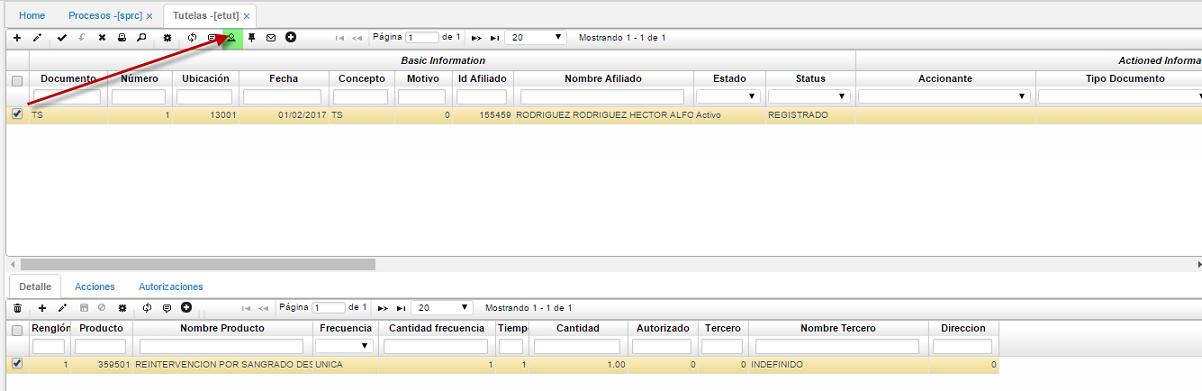 Home Procesos -[sprc] × Tutelas -[etut] ×
Página 1 de 1 20 Mostrando 1 - 1 de 1
Basic Information Actioned Informa
Documento Número Ubicación Fecha Concepto Motivo Id Afiliado Nombre Afiliado Estado Status Accionante Tipo Documento
TS 1 13001 01/02/2017 TS 0 155459 RODRIGUEZ RODRIGUEZ HECTOR ALFO Activo REGISTRADO
Detalle Acciones Autorizaciones
Página 1 de 1 20 Mostrando 1 - 1 de 1
Renglón Producto Nombre Producto Frecuencia Cantidad frecuencia Tiemp Cantidad Autorizado Tercero Nombre Tercero Direccion
1 359501 REINTERVENCION POR SANGRADO DES UNICA 1 1 1.00 0 0 INDEFINIDO 0